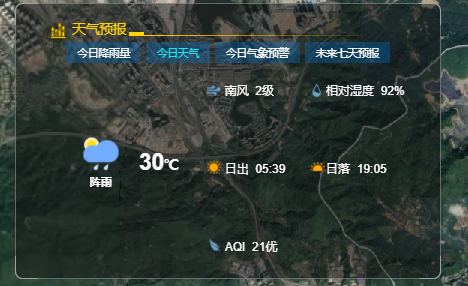 天气预报
今日降雨量 今日天气 今日气象预警 未来七天预报
南风 2级 相对湿度 92%
30℃ 日出 05:39 日落 19:05
阵雨
AQI 21优